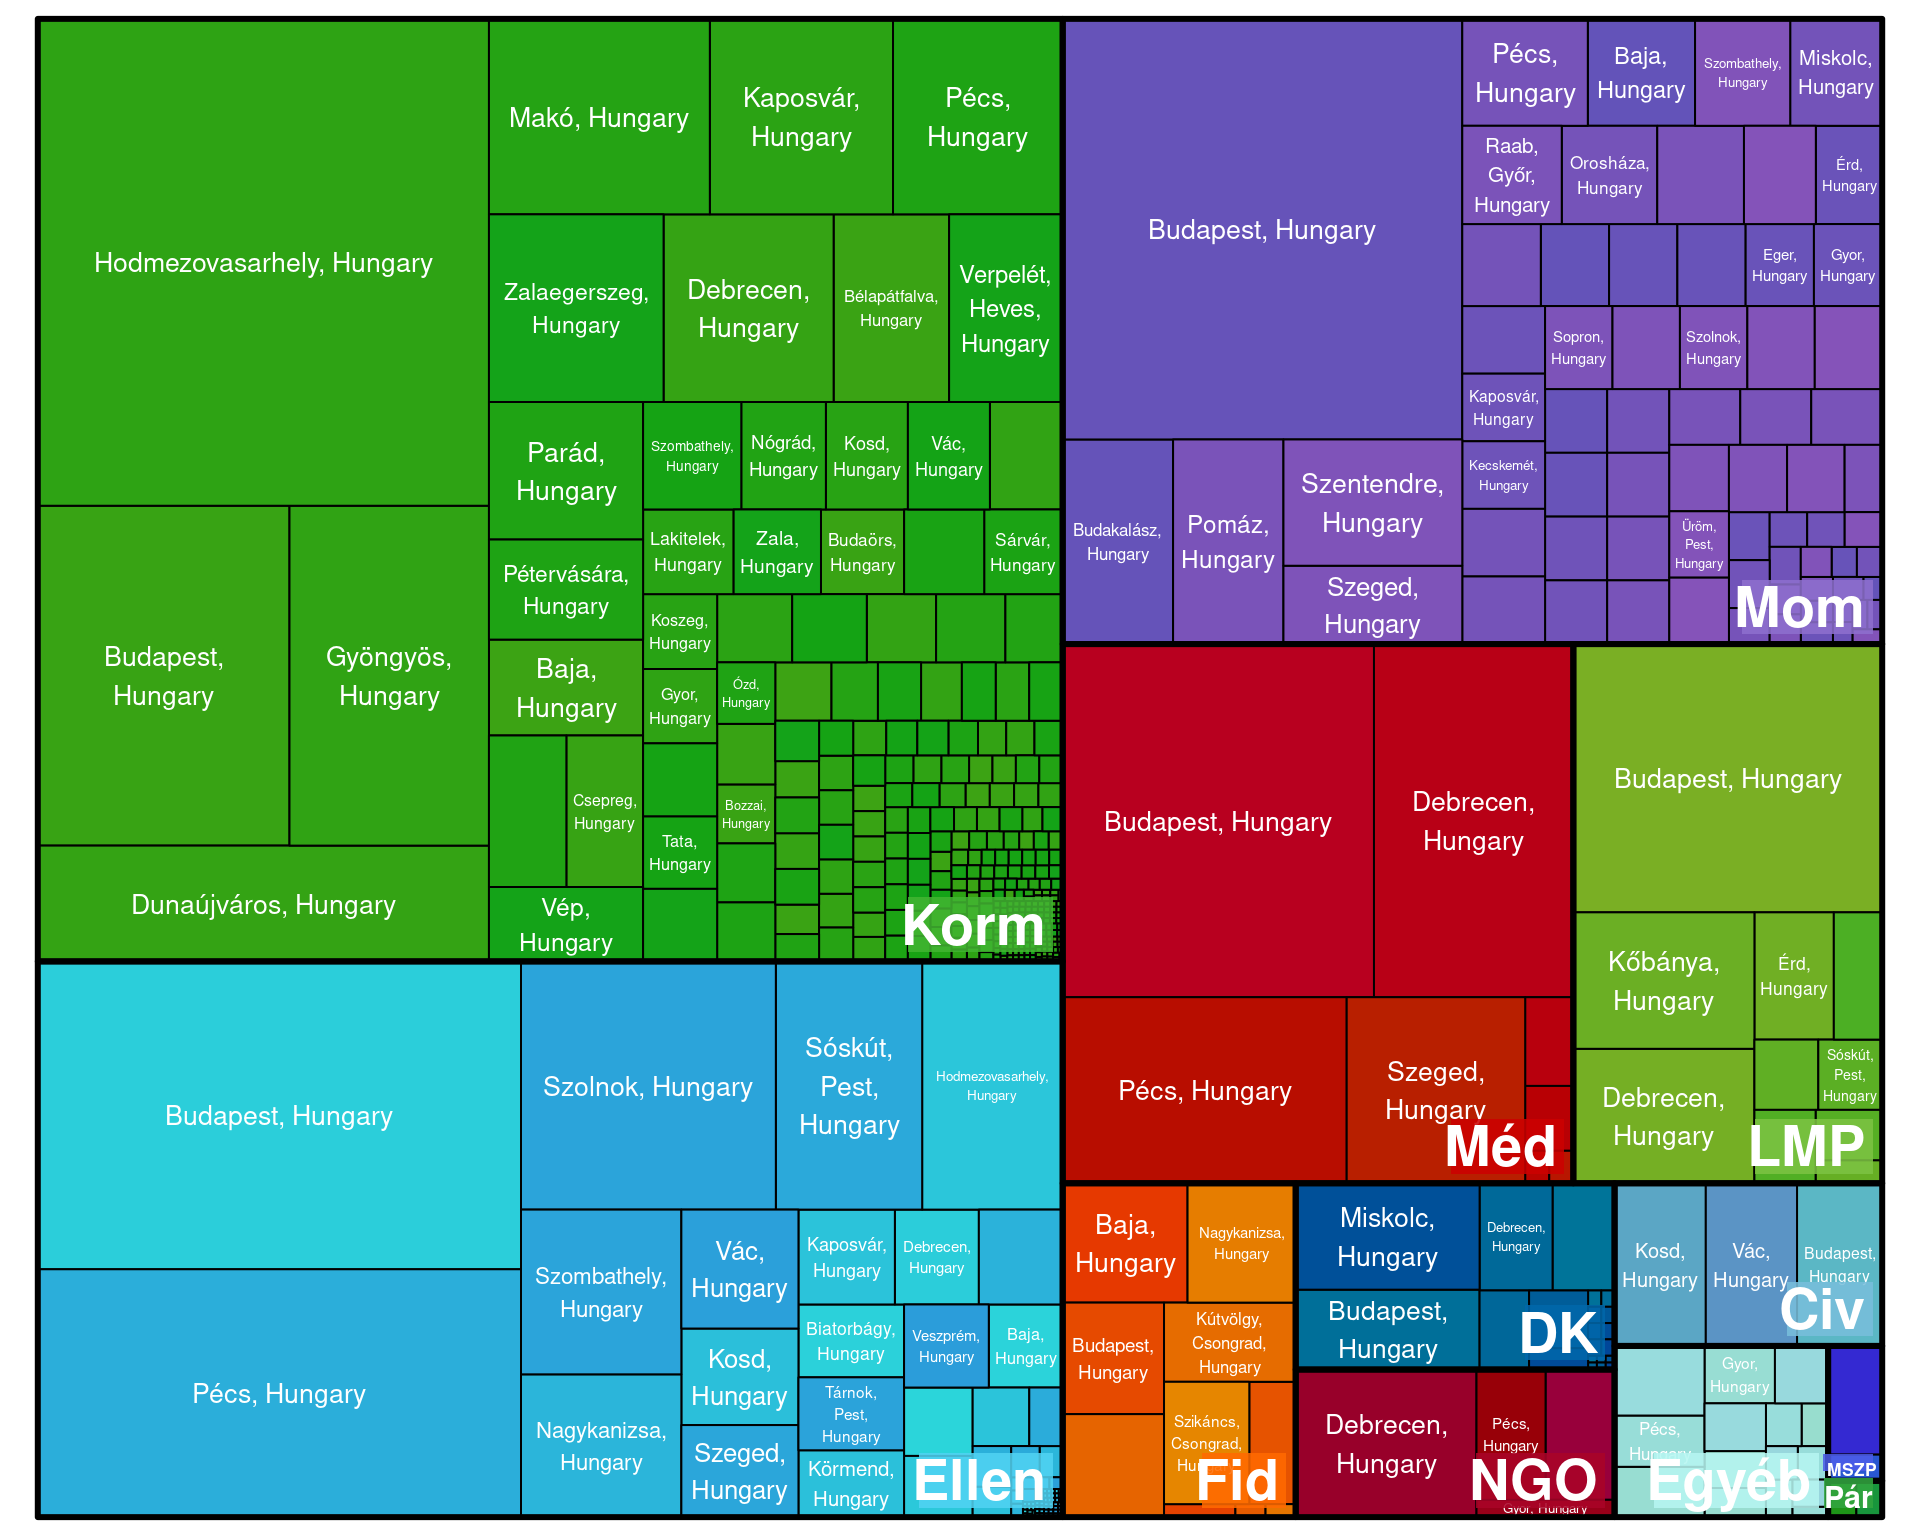 Hodmezovasarhely, Hungary
Makó, Hungary
Kaposvár,
Hungary
Pécs,
Hungary
Zalaegerszeg,
Hungary
Debrecen,
Hungary
Bélapátfalva,
Hungary
Verpelét,
Heves,
Hungary
Budapest,
Hungary
Gyöngyös,
Hungary
Dunaújváros, Hungary
Parád,
Hungary
Pétervására,
Hungary
Baja,
Hungary
Csepreg,
Hungary
Vép,
Hungary
Szombathely,
Hungary
Nógrád,
Hungary
Kosd,
Hungary
Vác,
Hungary
Lakitelek,
Hungary
Zala,
Hungary
Budaörs,
Hungary
Sárvár,
Hungary
Koszeg,
Hungary
Gyor,
Hungary
Ózd,
Hungary
Bozzai,
Hungary
Tata,
Hungary
Korm
Budapest, Hungary
Pécs,
Hungary
Baja,
Hungary
Szombathely,
Hungary
Miskolc,
Hungary
Raab,
Győr,
Hungary
Orosháza,
Hungary
Érd,
Hungary
Eger,
Hungary
Gyor,
Hungary
Sopron,
Hungary
Szolnok,
Hungary
Kaposvár,
Hungary
Kecskemét,
Hungary
Budakalász,
Hungary
Pomáz,
Hungary
Szentendre,
Hungary
Szeged,
Hungary
Üröm,
Pest,
Hungary
Mom
Budapest, Hungary
Debrecen,
Hungary
Pécs, Hungary
Szeged,
Hungary
Méd
Budapest, Hungary
Kőbánya,
Hungary
Érd,
Hungary
Debrecen,
Hungary
Sóskút,
Pest,
Hungary
LMP
Budapest, Hungary
Pécs, Hungary
Szolnok, Hungary
Sóskút,
Pest,
Hungary
Hodmezovasarhely,
Hungary
Szombathely,
Hungary
Nagykanizsa,
Hungary
Vác,
Hungary
Kosd,
Hungary
Szeged,
Hungary
Kaposvár,
Hungary
Debrecen,
Hungary
Biatorbágy,
Hungary
Veszprém,
Hungary
Baja,
Hungary
Tárnok,
Pest,
Hungary
Körmend,
Hungary
Ellen
Baja,
Hungary
Nagykanizsa,
Hungary
Budapest,
Hungary
Kútvölgy,
Csongrad,
Hungary
Szikáncs,
Csongrad,
Hungary
Fid
Miskolc,
Hungary
Debrecen,
Hungary
Budapest,
Hungary
DK
Debrecen,
Hungary
Pécs,
Hungary
Gyor, Hungary
NGO
Kosd,
Hungary
Vác,
Hungary
Budapest,
Hungary
Civ
Gyor,
Hungary
Pécs,
Hungary
Egyéb
MSZP
Pár